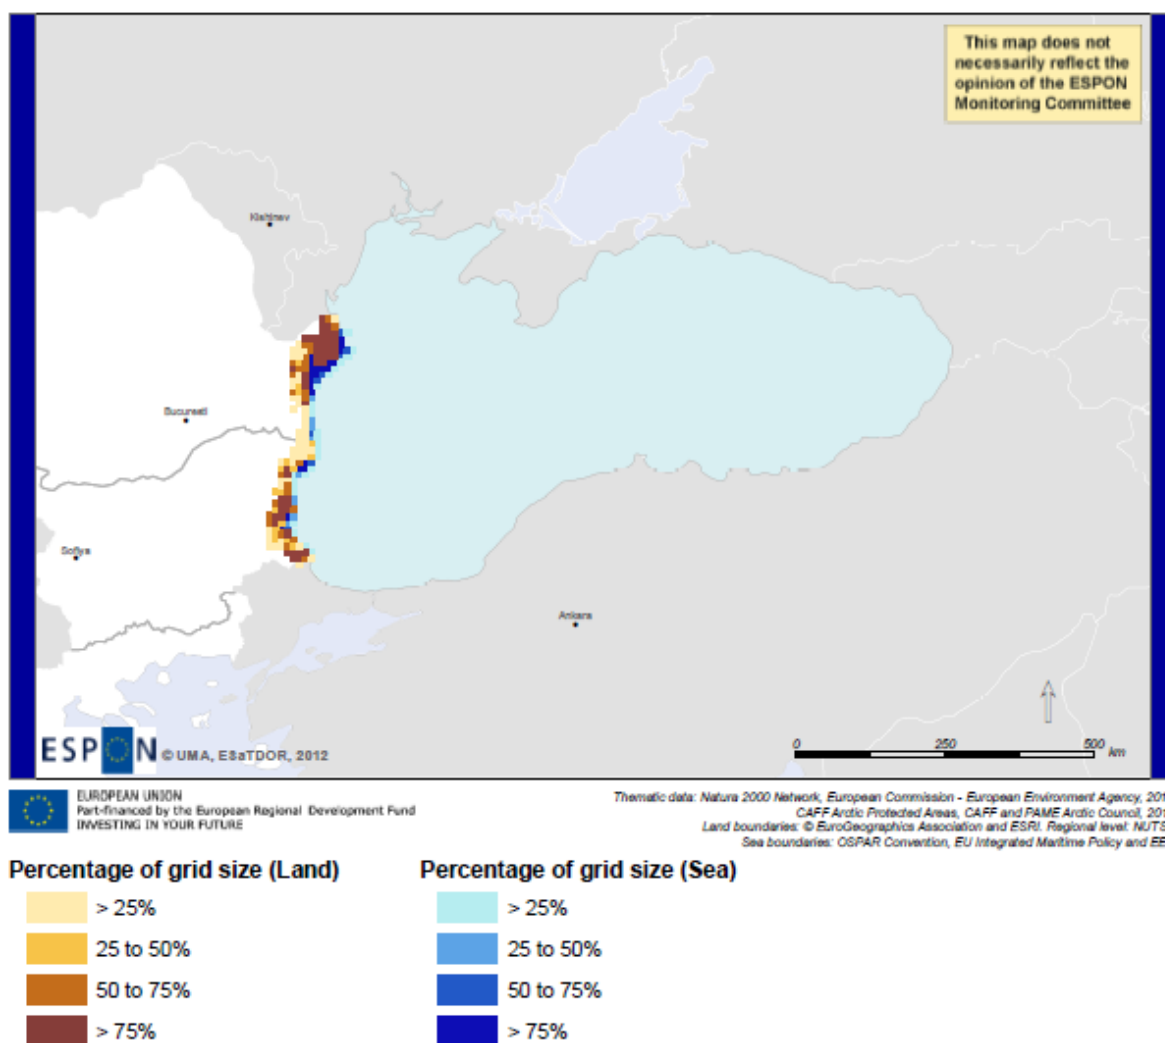 This map does not
necessarily reflect the
opinion of the ESPON
Monitoring Committee
Kishinev
Bucuresti
Sofiya
Ankara
0 250 500 km
ESPON © UMA, ESaTDOR, 2012
EUROPEAN UNION
Part-financed by the European Regional Development Fund
INVESTING IN YOUR FUTURE
Thematic data: Natura 2000 Network, European Commission - European Environment Agency, 201
CAFF Arctic Protected Areas, CAFF and PAME Arctic Council, 201
Land boundaries: © EuroGeographics Association and ESRI. Regional level: NUTS
Sea boundaries: OSPAR Convention, EU Integrated Maritime Policy and EE
Percentage of grid size (Land)
> 25%
25 to 50%
50 to 75%
> 75%
Percentage of grid size (Sea)
> 25%
25 to 50%
50 to 75%
> 75%